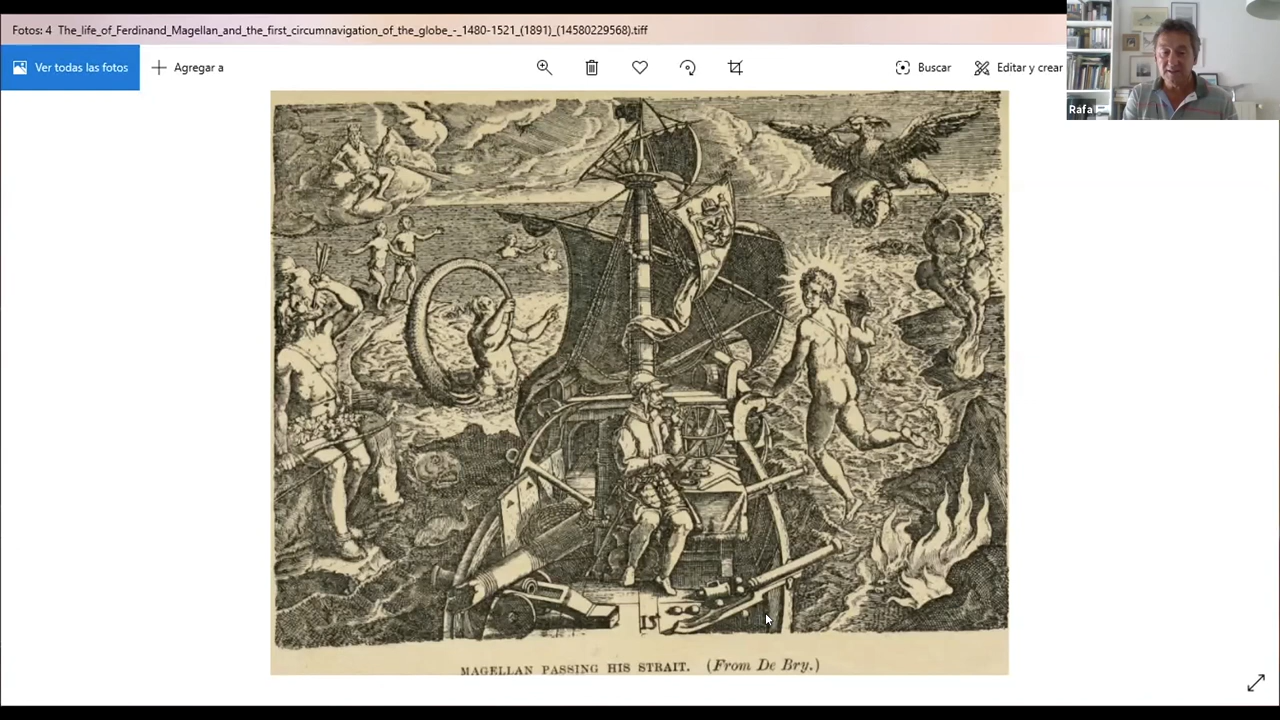 Fotos: 4 The_life_of_Ferdinand_Magellan_and_the_first_circumnavigation_of_the_globe_-_1480-1521_(1891)_(14580229568).tiff
Ver todas las fotos
Agregar a
Buscar
Editar y crear
Rafa
15
MAGELLAN PASSING HIS STRAIT. (From De Bry.)